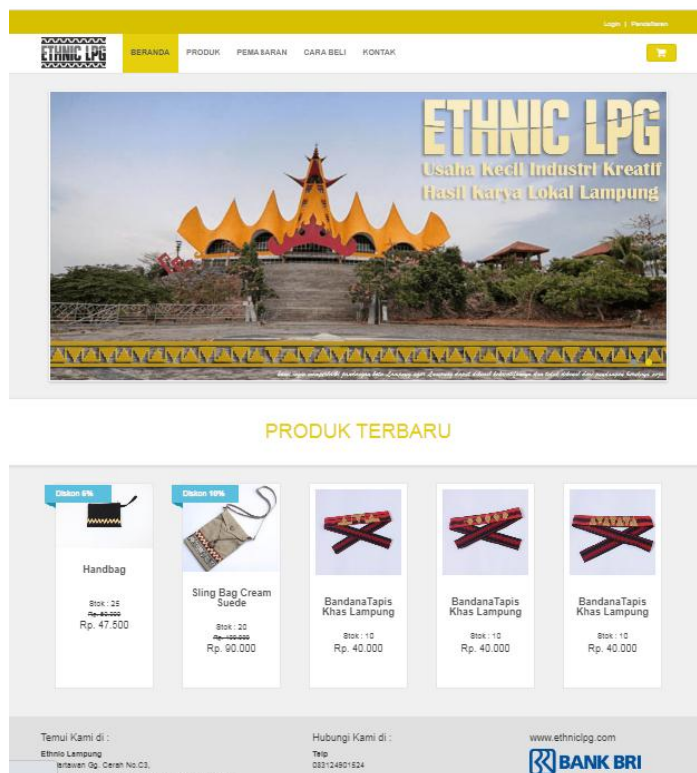 Login | Pendaftaran
ETHNIC LPG
BERANDA PRODUK PEMASARAN CARA BELI KONTAK
ETHNIC LPG
Usaha Kecil Industri Kreatif
Hasil Karya Lokal Lampung
PRODUK TERBARU
Diskon 5%
Handbag
Stok : 25
Rp. 50.000
Rp. 47.500
Diskon 10%
Sling Bag Cream
Suede
Stok : 20
Rp. 100.000
Rp. 90.000
BandanaTapis
Khas Lampung
Stok : 10
Rp. 40.000
BandanaTapis
Khas Lampung
Stok : 10
Rp. 40.000
BandanaTapis
Khas Lampung
Stok : 10
Rp. 40.000
Temui Kami di :
Ethnic Lampung
Gg. Cerah No.C3,
Hubungi Kami di :
Telp
083124901524
www.ethniclpg.com
BANK BRI